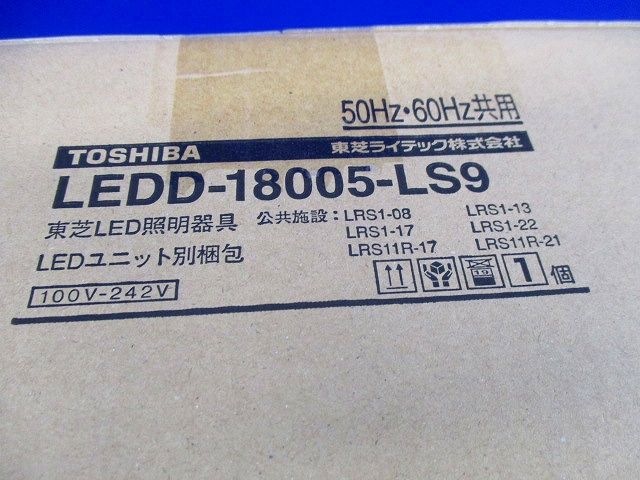 50Hz・60Hz共用
TOSHIBA 東芝ライテック株式会社
LEDD-18005-LS9
東芝LED照明器具 公共施設：LRS1-08 LRS1-13
LRS1-17 LRS1-22
LEDユニット別梱包 LRS11R-17 LRS11R-21
100V-242V 1個